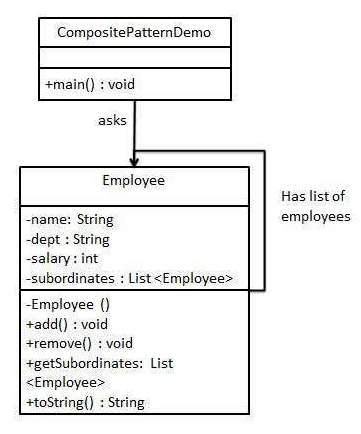 CompositePatternDemo
+main() : void
asks
Employee
Has list of
employees
-name: String
-dept : String
-salary : int
-subordinates : List <Employee>
-Employee ()
+add() : void
+remove() : void
+getSubordinates: List
<Employee>
+toString() : String